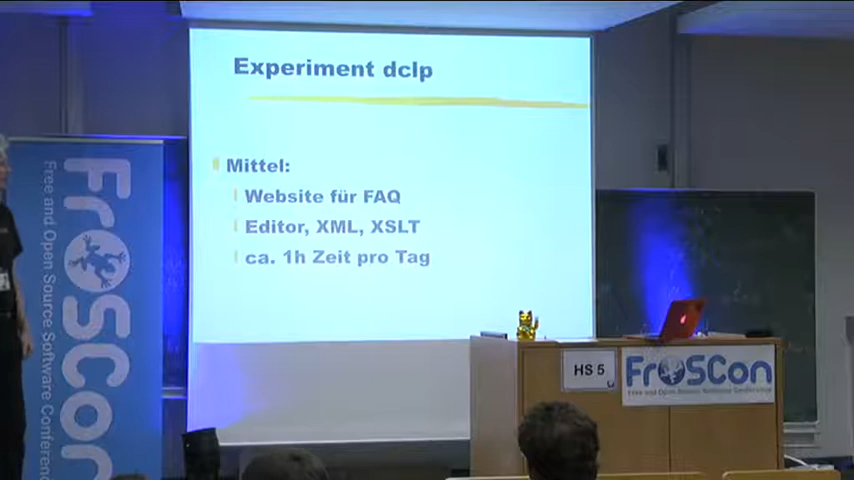 Experiment dclp
Mittel:
Website für FAQ
Editor, XML, XSLT
ca. 1h Zeit pro Tag
FrOSCon
Free and Open Source Software Conference
HS 5
FrOSCon
Free and Open Source Software Conference